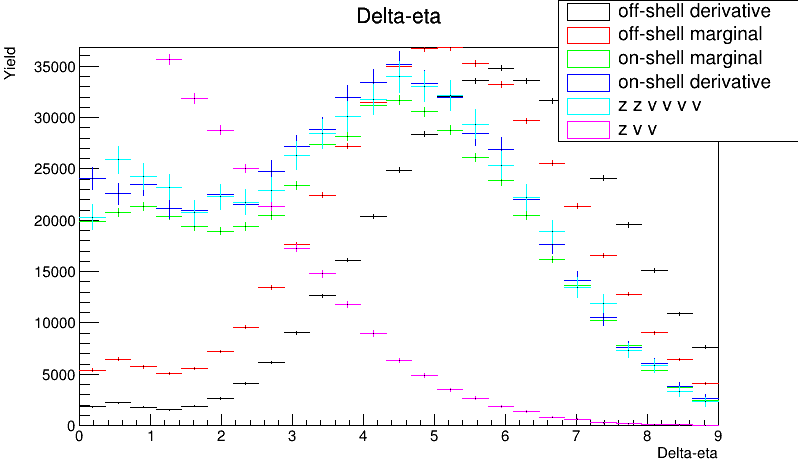 Delta-eta
off-shell derivative
off-shell marginal
on-shell marginal
on-shell derivative
z z v v v v
z v v
Yield
35000
30000
25000
20000
15000
10000
5000
0
0 1 2 3 4 5 6 7 8 9
Delta-eta